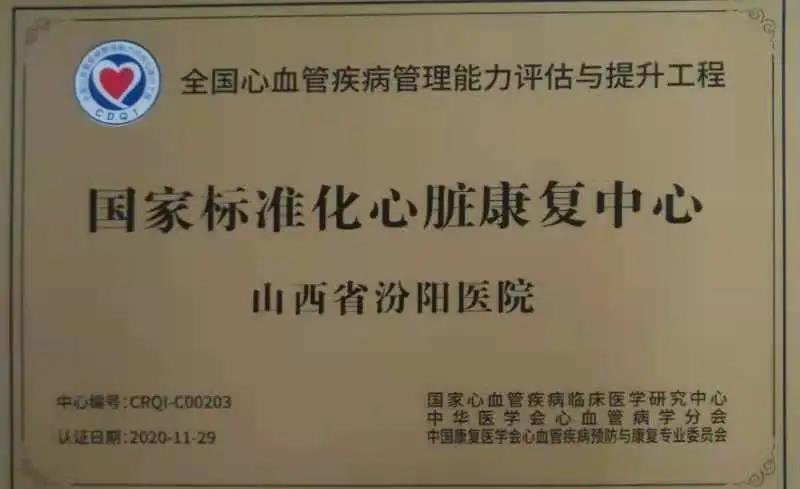 全国心血管疾病管理能力评估与提升工程
CDQI
国家标准化心脏康复中心
山西省汾阳医院
中心编号:CRQI-C00203
认证日期:2020-11-29
国家心血管疾病临床医学研究中心
中华医学会心血管病学分会
中国康复医学会心血管疾病预防与康复专业委员会